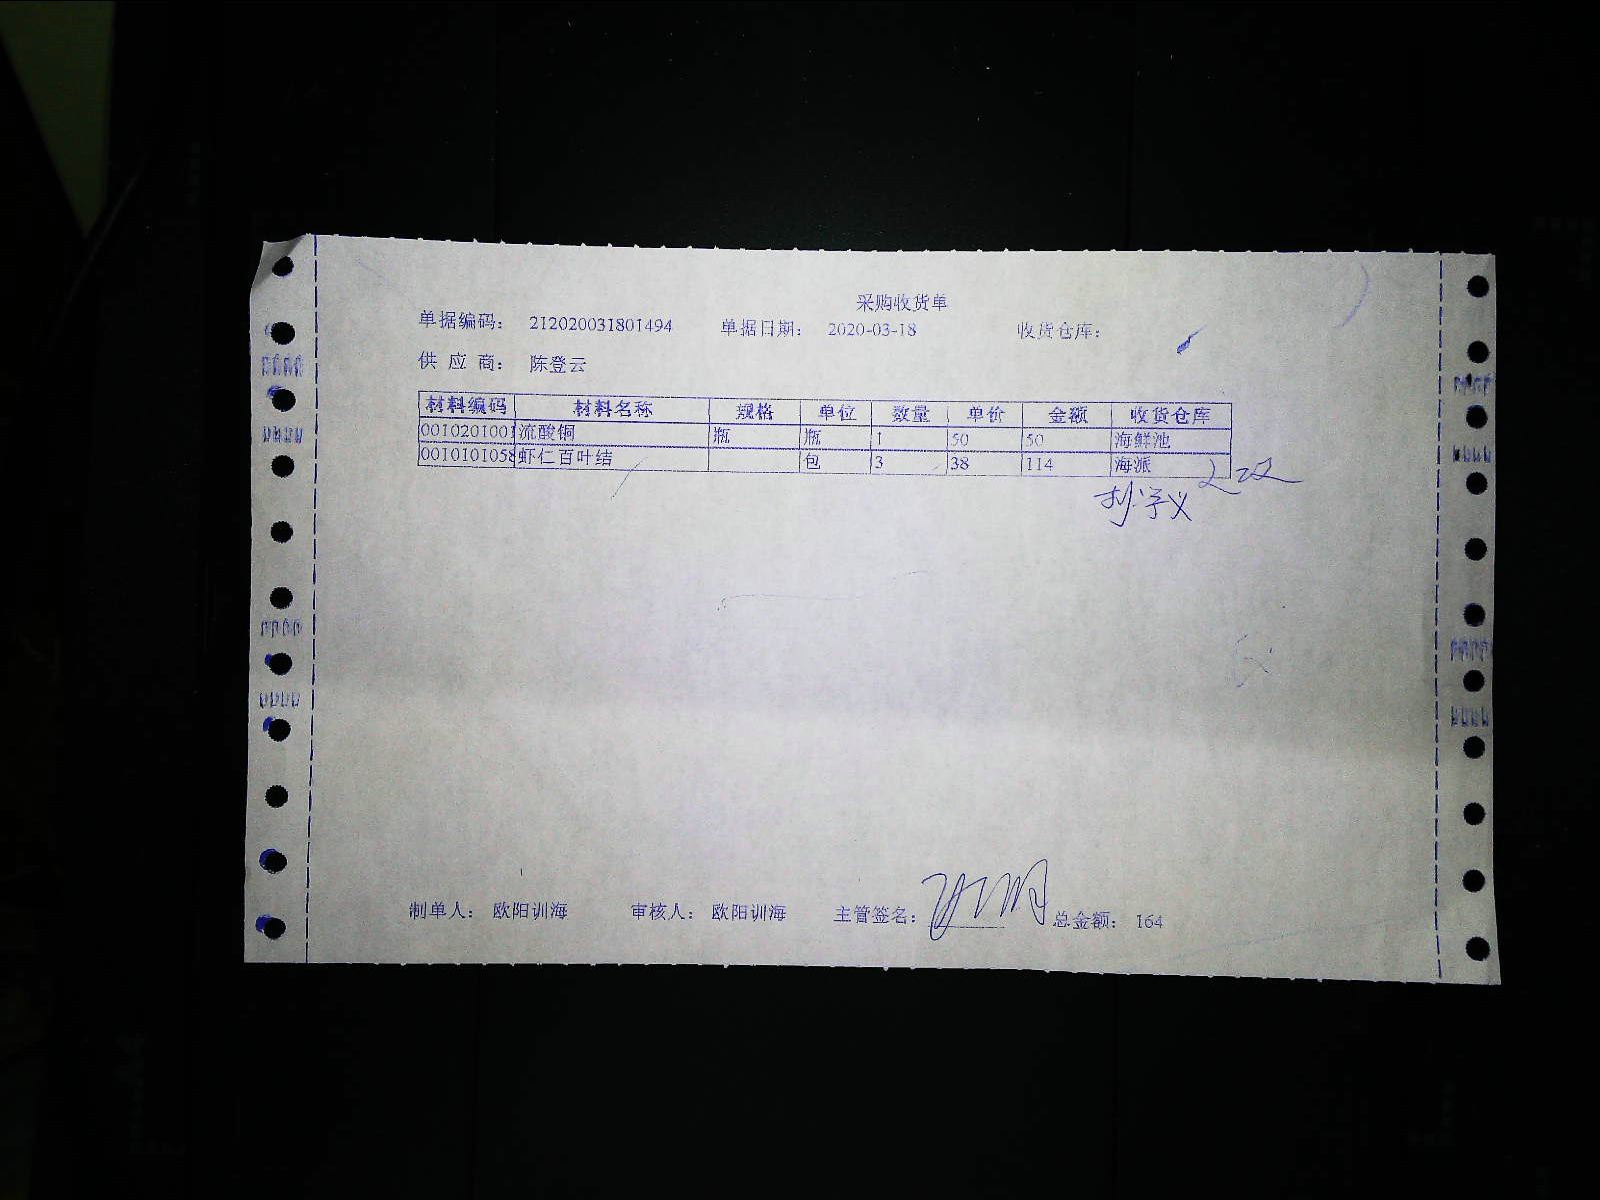 采购收货单
单据编码： 212020031801494 单据日期： 2020-03-18 收货仓库：
供 应 商： 陈登云
材料编码 材料名称 规格 单位 数量 单价 金额 收货仓库
0010201001 流酸铜 瓶 瓶 1 50 50 海鲜池
0010101058 虾仁百叶结 包 3 38 114 海派
制单人： 欧阳训海 审核人： 欧阳训海 主管签名： 总金额： 164